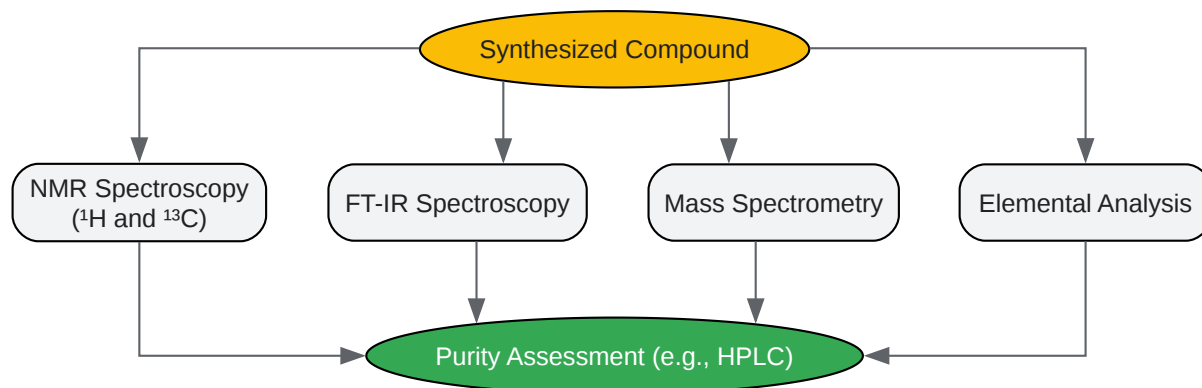 Synthesized Compound
NMR Spectroscopy
(¹H and ¹³C)
FT-IR Spectroscopy
Mass Spectrometry
Elemental Analysis
Purity Assessment (e.g., HPLC)